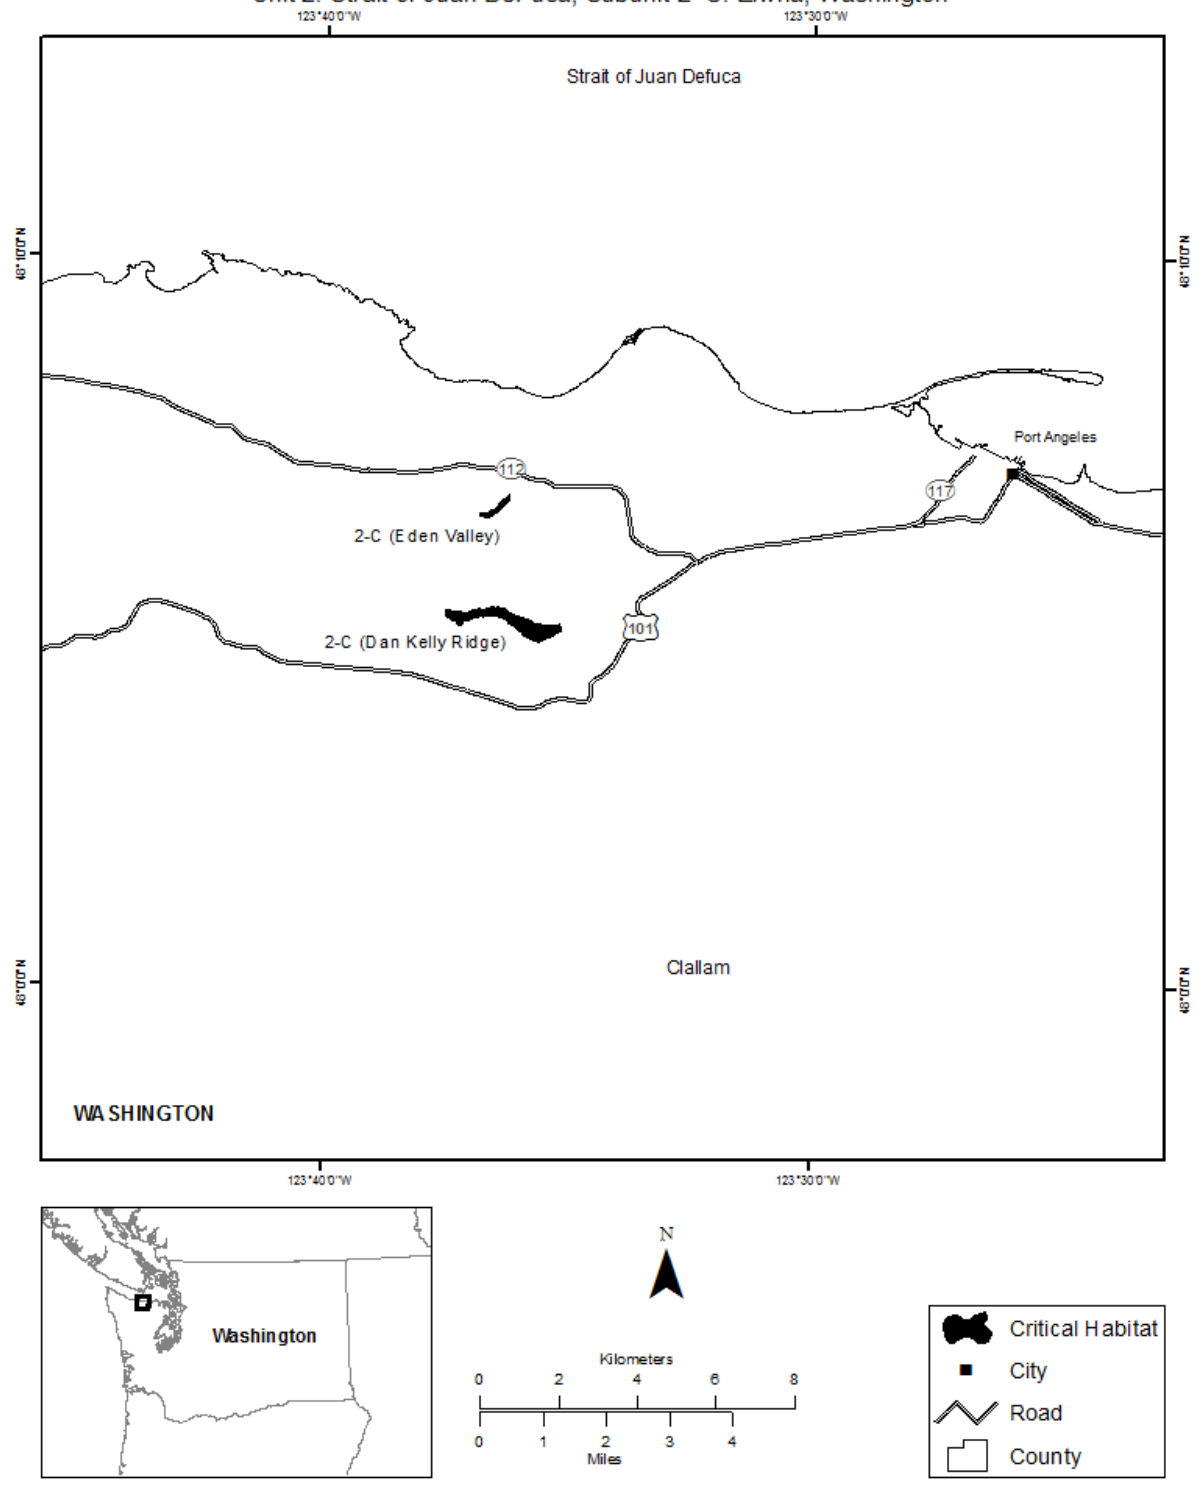 123°40'0"W
123°30'0"W
Strait of Juan Defuca
48°10'0"N
48°10'0"N
Port Angeles
112
117
2-C (Eden Valley)
101
2-C (Dan Kelly Ridge)
Clallam
48°0'0"N
48°0'0"N
WASHINGTON
123°40'0"W
123°30'0"W
Washington
N
Kilometers
0 2 4 6 8
0 1 2 3 4
Miles
Critical Habitat
City
Road
County